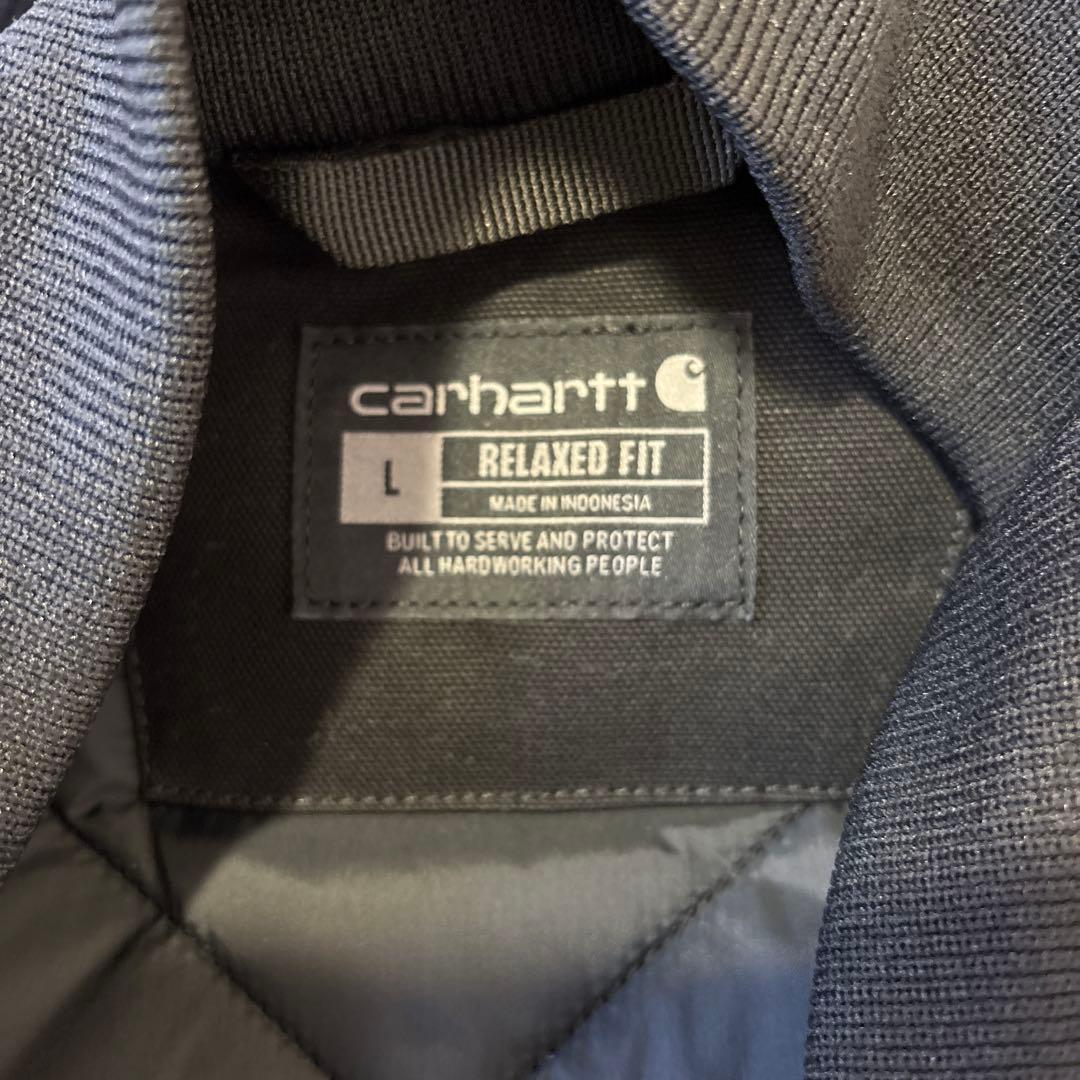 carhartt
L
RELAXED FIT
MADE IN INDONESIA
BUILT TO SERVE AND PROTECT
ALL HARDWORKING PEOPLE